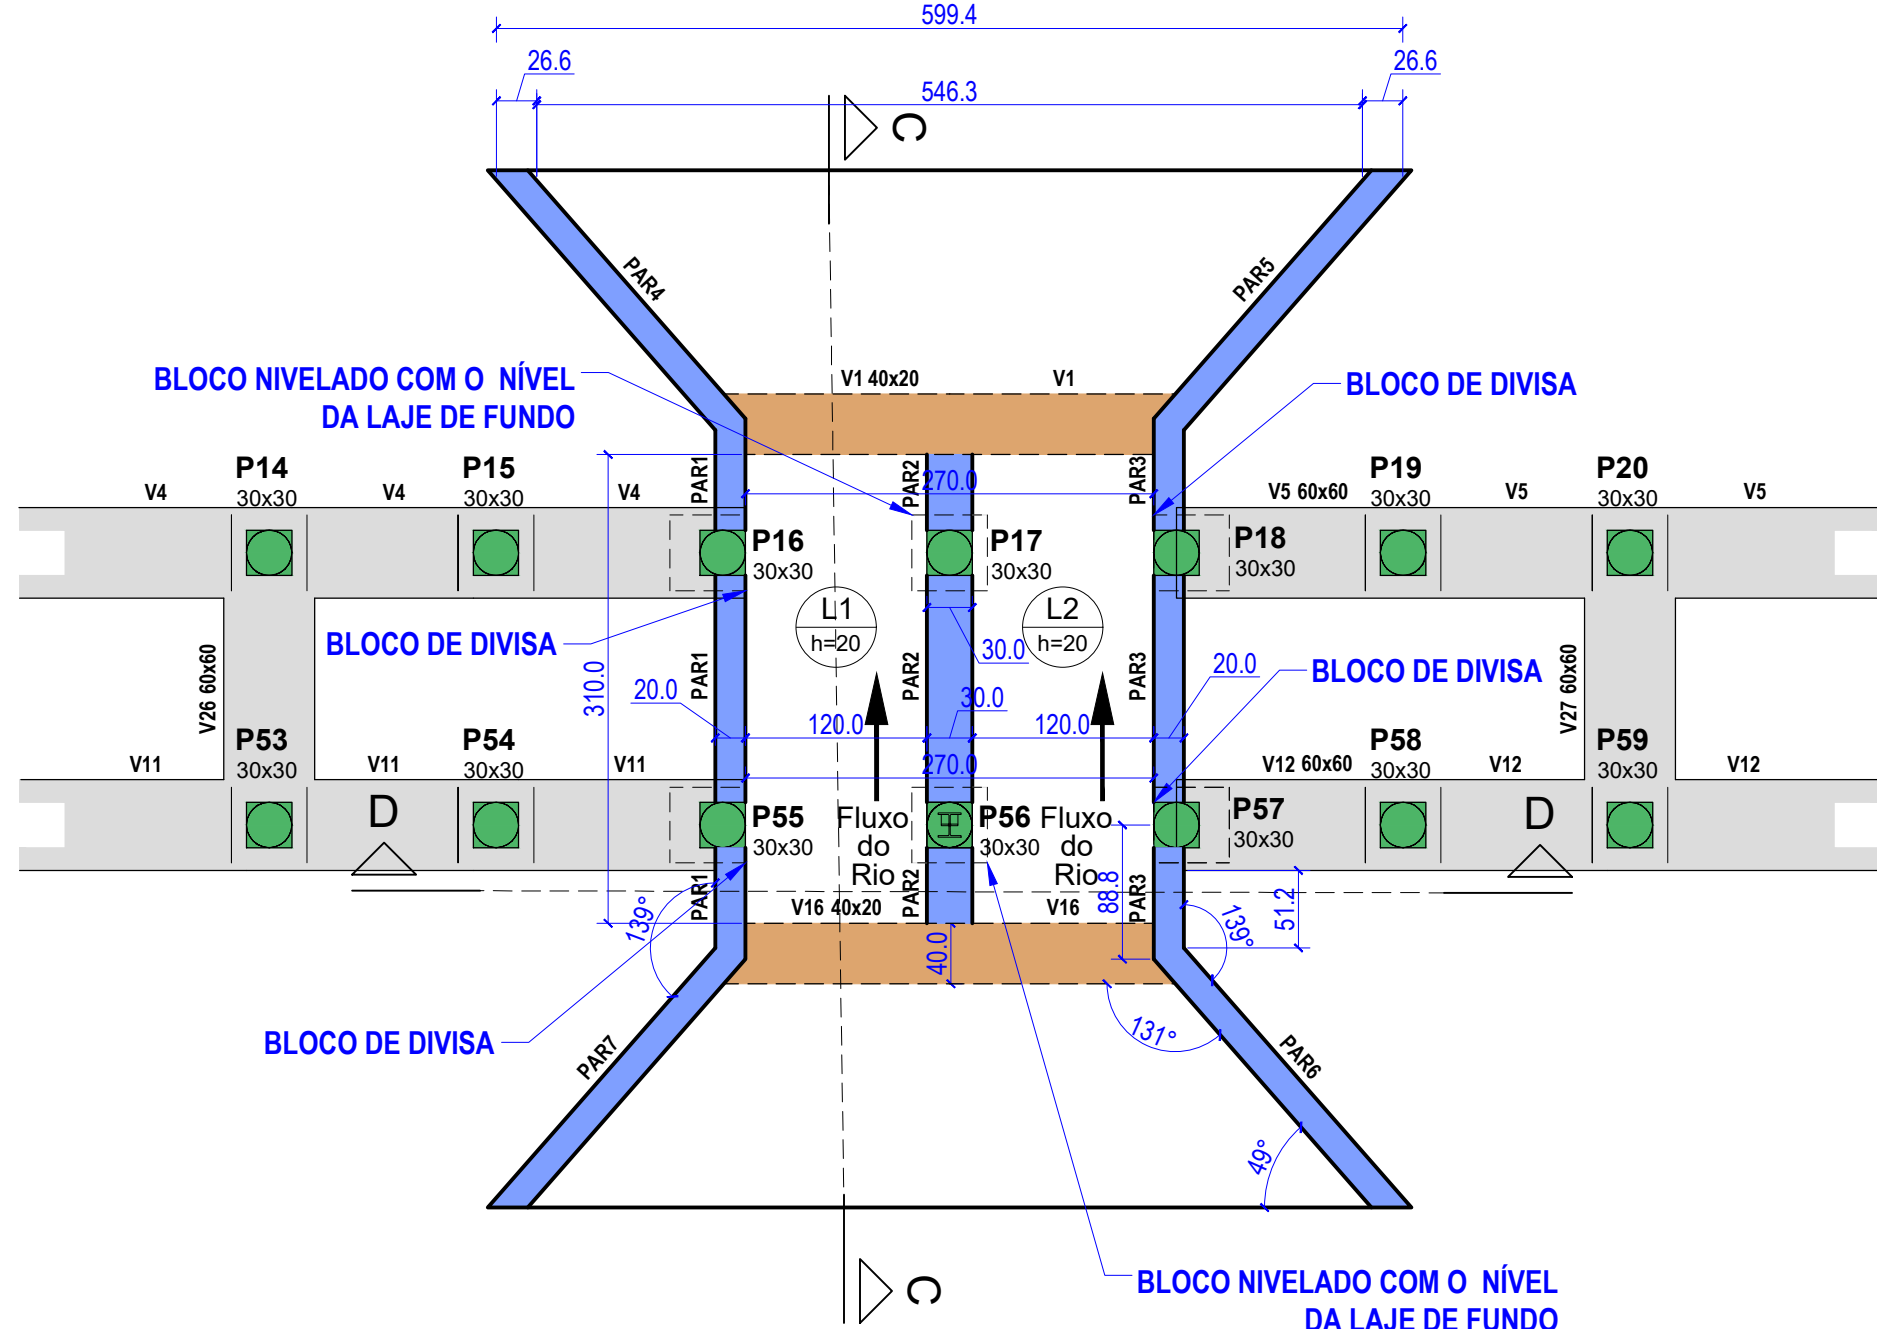 599.4
26.6
26.6
546.3
C
PAR4
PAR5
BLOCO NIVELADO COM O NÍVEL
DA LAJE DE FUNDO
V1 40x20
V1
BLOCO DE DIVISA
P14
30x30
P15
30x30
P19
30x30
P20
30x30
V4
V4
V4
PAR1
PAR2
270.0
PAR3
V5 60x60
V5
V5
P16
30x30
P17
30x30
P18
30x30
L1
h=20
L2
h=20
BLOCO DE DIVISA
V26 60x60
310.0
PAR1
20.0
PAR2
30.0
30.0
PAR3
20.0
BLOCO DE DIVISA
V27 60x60
120.0
120.0
270.0
P53
30x30
P54
30x30
P58
30x30
P59
30x30
V11
V11
V11
V12 60x60
V12
V12
D
P55
30x30
Fluxo
do
Rio
P56
30x30
Fluxo
do
Rio
P57
30x30
D
139°
PAR1
V16 40x20
PAR2
V16
88.8
PAR3
139°
51.2
40.0
BLOCO DE DIVISA
PAR7
131°
PAR6
49°
C
BLOCO NIVELADO COM O NÍVEL
DA LAJE DE FUNDO